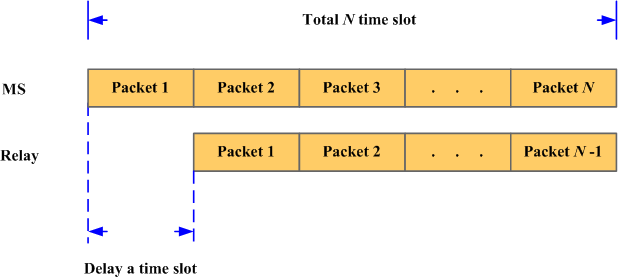 Total N time slot
MS Packet 1 Packet 2 Packet 3 . . . Packet N
Relay Packet 1 Packet 2 . . . Packet N -1
Delay a time slot